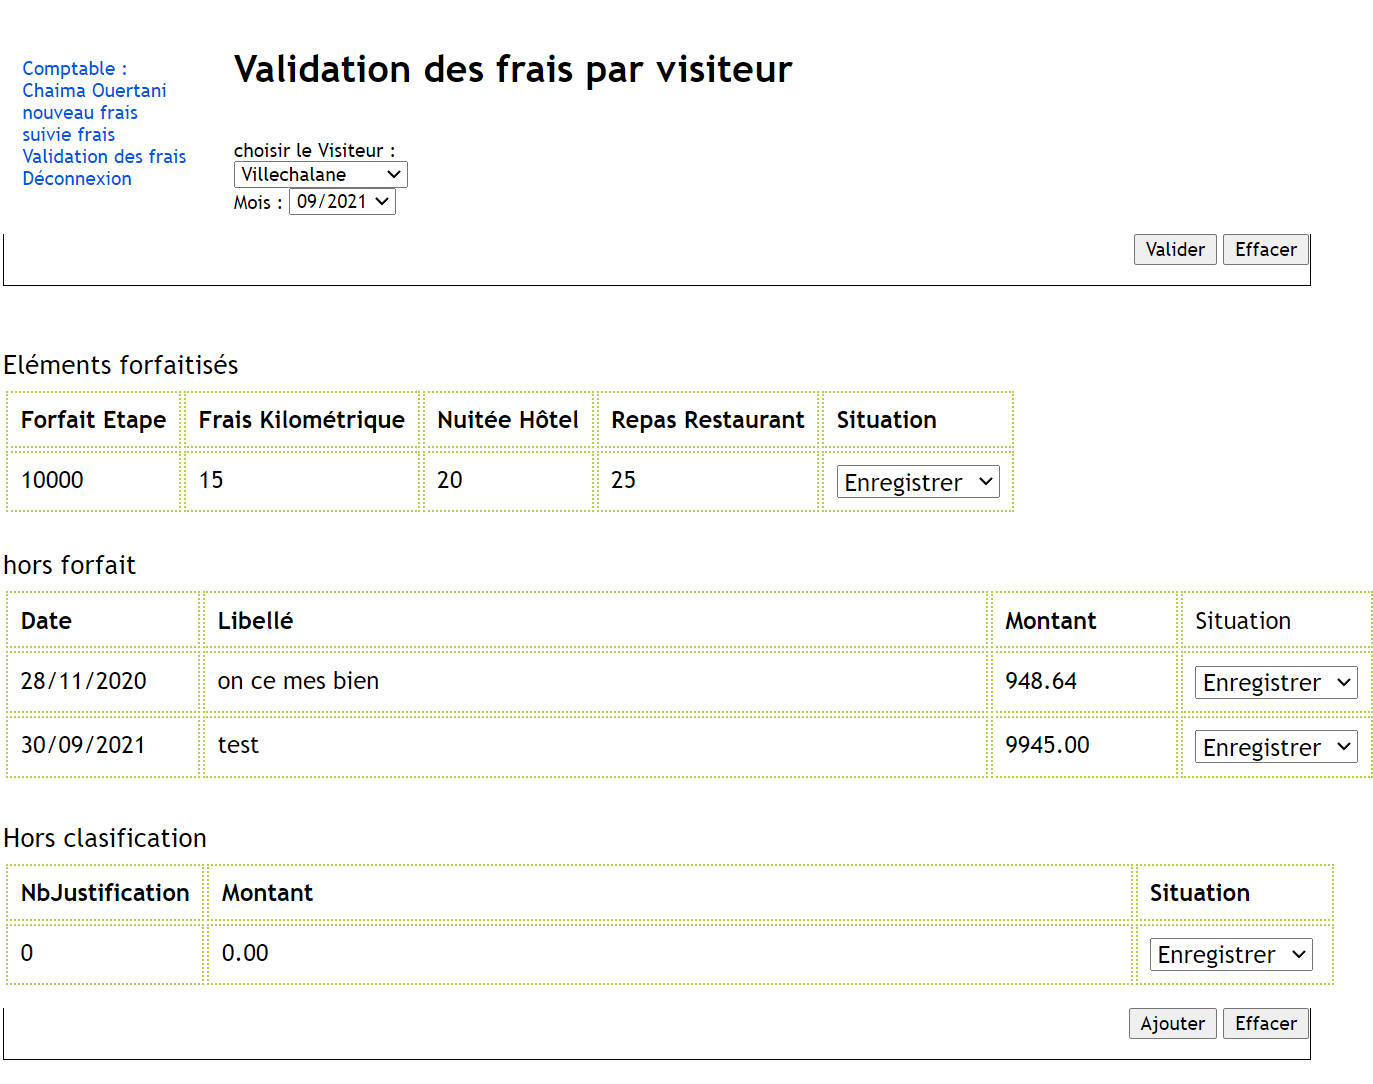 Comptable :
Chaima Ouertani
nouveau frais
suivie frais
Validation des frais
Déconnexion
Validation des frais par visiteur
choisir le Visiteur :
Villechalane
Mois : 09/2021
Valider Effacer
Eléments forfaitisés
Forfait Etape Frais Kilométrique Nuitée Hôtel Repas Restaurant Situation
10000 15 20 25 Enregistrer
hors forfait
Date Libellé Montant Situation
28/11/2020 on ce mes bien 948.64 Enregistrer
30/09/2021 test 9945.00 Enregistrer
Hors clasification
NbJustification Montant Situation
0 0.00 Enregistrer
Ajouter Effacer